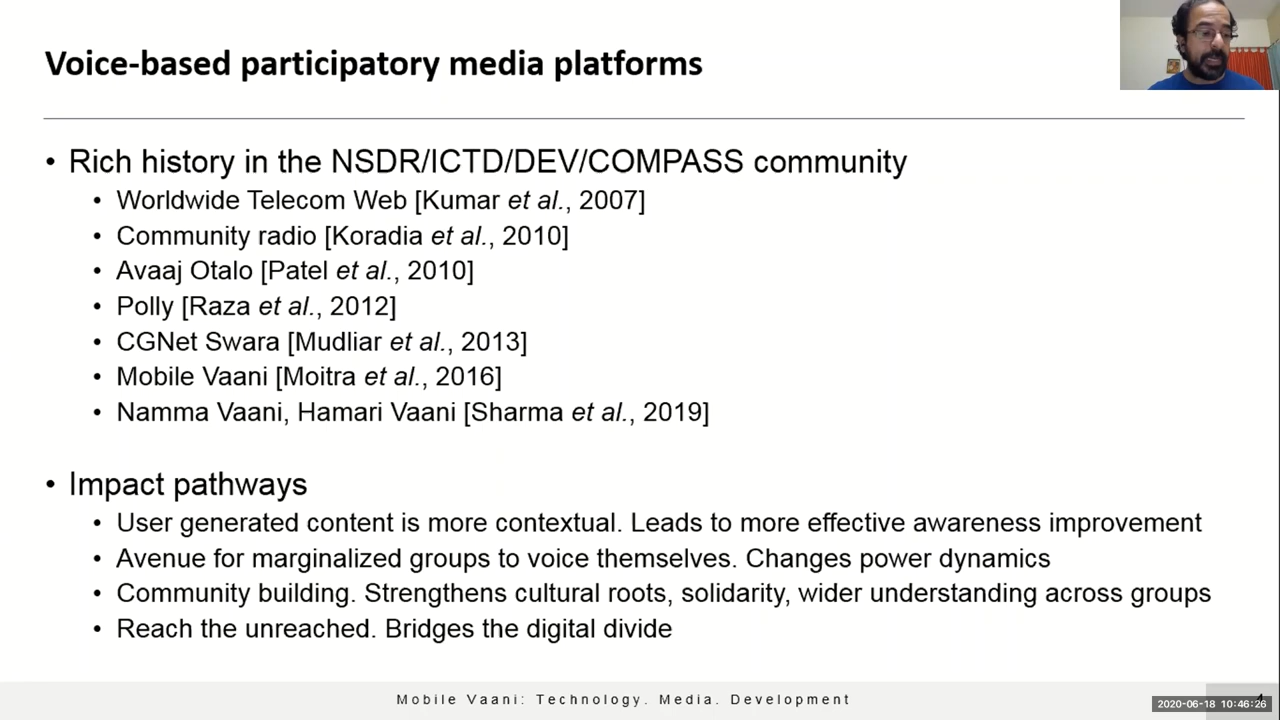 Voice-based participatory media platforms
• Rich history in the NSDR/ICTD/DEV/COMPASS community
• Worldwide Telecom Web [Kumar et al., 2007]
• Community radio [Koradia et al., 2010]
• Avaaj Otalo [Patel et al., 2010]
• Polly [Raza et al., 2012]
• CGNet Swara [Mudliar et al., 2013]
• Mobile Vaani [Moitra et al., 2016]
• Namma Vaani, Hamari Vaani [Sharma et al., 2019]
• Impact pathways
• User generated content is more contextual. Leads to more effective awareness improvement
• Avenue for marginalized groups to voice themselves. Changes power dynamics
• Community building. Strengthens cultural roots, solidarity, wider understanding across groups
• Reach the unreached. Bridges the digital divide
Mobile Vaani: Technology. Media. Development
2020-06-18 10:46:26